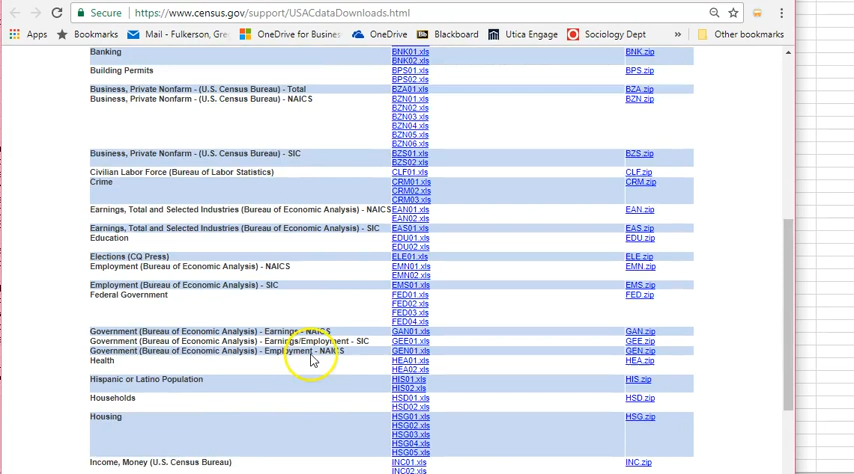 Secure https://www.census.gov/support/USACdataDownloads.html
Apps Bookmarks Mail - Fulkerson, Greg OneDrive for Busines OneDrive Blackboard Utica Engage Sociology Dept » Other bookmarks
Banking BNK01.xls BNK.zip
BNK02.xls
Building Permits BPS01.xls BPS.zip
BPS02.xls
Business, Private Nonfarm - (U.S. Census Bureau) - Total BZA01.xls BZA.zip
Business, Private Nonfarm - (U.S. Census Bureau) - NAICS BZN01.xls BZN.zip
BZN02.xls
BZN03.xls
BZN04.xls
BZN05.xls
BZN06.xls
Business, Private Nonfarm - (U.S. Census Bureau) - SIC BZS01.xls BZS.zip
BZS02.xls
Civilian Labor Force (Bureau of Labor Statistics) CLF01.xls CLF.zip
Crime CRM01.xls CRM.zip
CRM02.xls
CRM03.xls
Earnings, Total and Selected Industries (Bureau of Economic Analysis) - NAICS EAN01.xls EAN.zip
EAN02.xls
Earnings, Total and Selected Industries (Bureau of Economic Analysis) - SIC EAS01.xls EAS.zip
Education EDU01.xls EDU.zip
EDU02.xls
Elections (CQ Press) ELE01.xls ELE.zip
Employment (Bureau of Economic Analysis) - NAICS EMN01.xls EMN.zip
EMN02.xls
Employment (Bureau of Economic Analysis) - SIC EMS01.xls EMS.zip
Federal Government FED01.xls FED.zip
FED02.xls
FED03.xls
FED04.xls
Government (Bureau of Economic Analysis) - Earnings - NAICS GAN01.xls GAN.zip
Government (Bureau of Economic Analysis) - Earnings/Employment - SIC GEE01.xls GEE.zip
Government (Bureau of Economic Analysis) - Employment - NAICS GEN01.xls GEN.zip
Health HEA01.xls HEA.zip
HEA02.xls
Hispanic or Latino Population HIS01.xls HIS.zip
HIS02.xls
Households HSD01.xls HSD.zip
HSD02.xls
Housing HSG01.xls HSG.zip
HSG02.xls
HSG03.xls
HSG04.xls
HSG05.xls
Income, Money (U.S. Census Bureau) INC01.xls INC.zip
INC02.xls